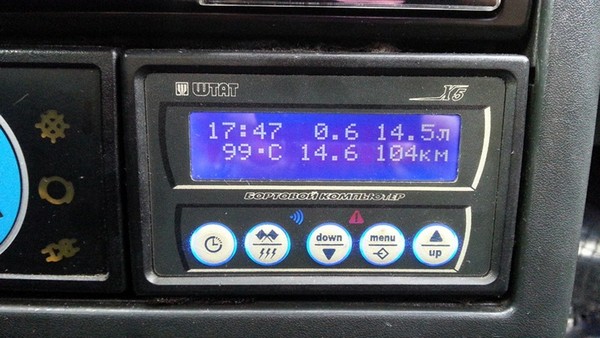 ШТАТ
X5
17:47 0.6 14.5л
99°C 14.6 104км
БОРТОВОЙ КОМПЬЮТЕР
down
menu
up